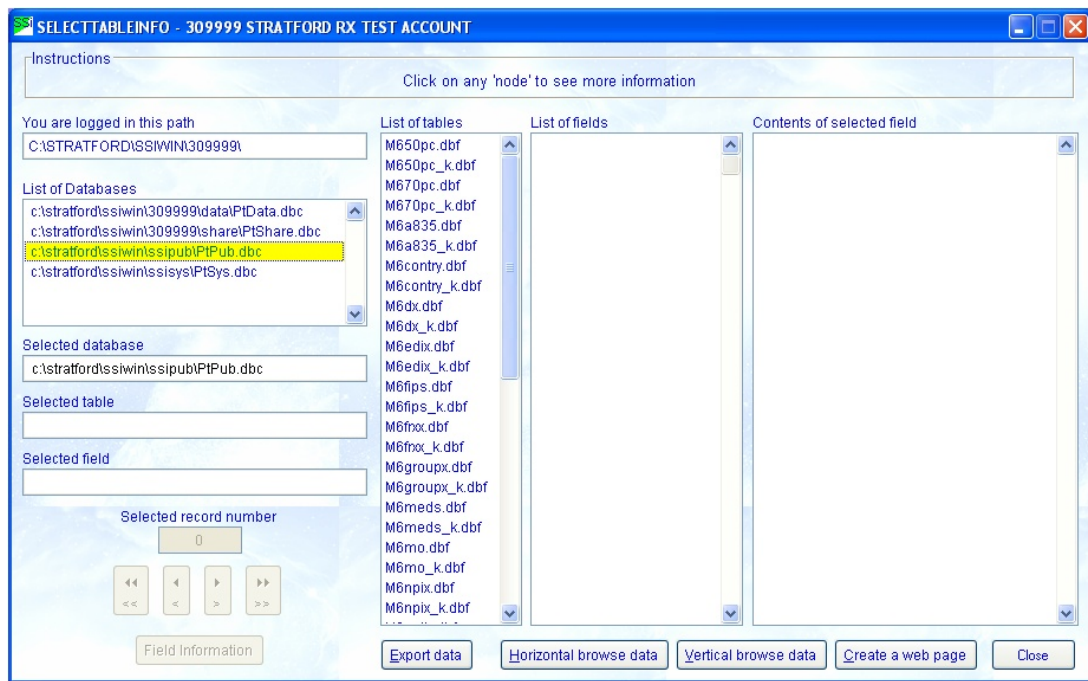 SSi SELECTTABLEINFO - 309999 STRATFORD RX TEST ACCOUNT
Instructions
Click on any 'node' to see more information
You are logged in this path
C:\STRATFORD\SSIWIN\309999\
List of Databases
c:\stratford\ssiwin\309999\data\PtData.dbc
c:\stratford\ssiwin\309999\share\PtShare.dbc
c:\stratford\ssiwin\ssipub\PtPub.dbc
c:\stratford\ssiwin\ssisys\PtSys.dbc
Selected database
c:\stratford\ssiwin\ssipub\PtPub.dbc
Selected table
Selected field
Selected record number
0
<<
<
>
>>
Field Information
List of tables
M650pc.dbf
M650pc_k.dbf
M670pc.dbf
M670pc_k.dbf
M6a835.dbf
M6a835_k.dbf
M6contry.dbf
M6contry_k.dbf
M6dx.dbf
M6dx_k.dbf
M6edix.dbf
M6edix_k.dbf
M6fips.dbf
M6fips_k.dbf
M6fnxx.dbf
M6fnxx_k.dbf
M6groupx.dbf
M6groupx_k.dbf
M6meds.dbf
M6meds_k.dbf
M6mo.dbf
M6mo_k.dbf
M6npix.dbf
M6npix_k.dbf
List of fields
Contents of selected field
Export data
Horizontal browse data
Vertical browse data
Create a web page
Close